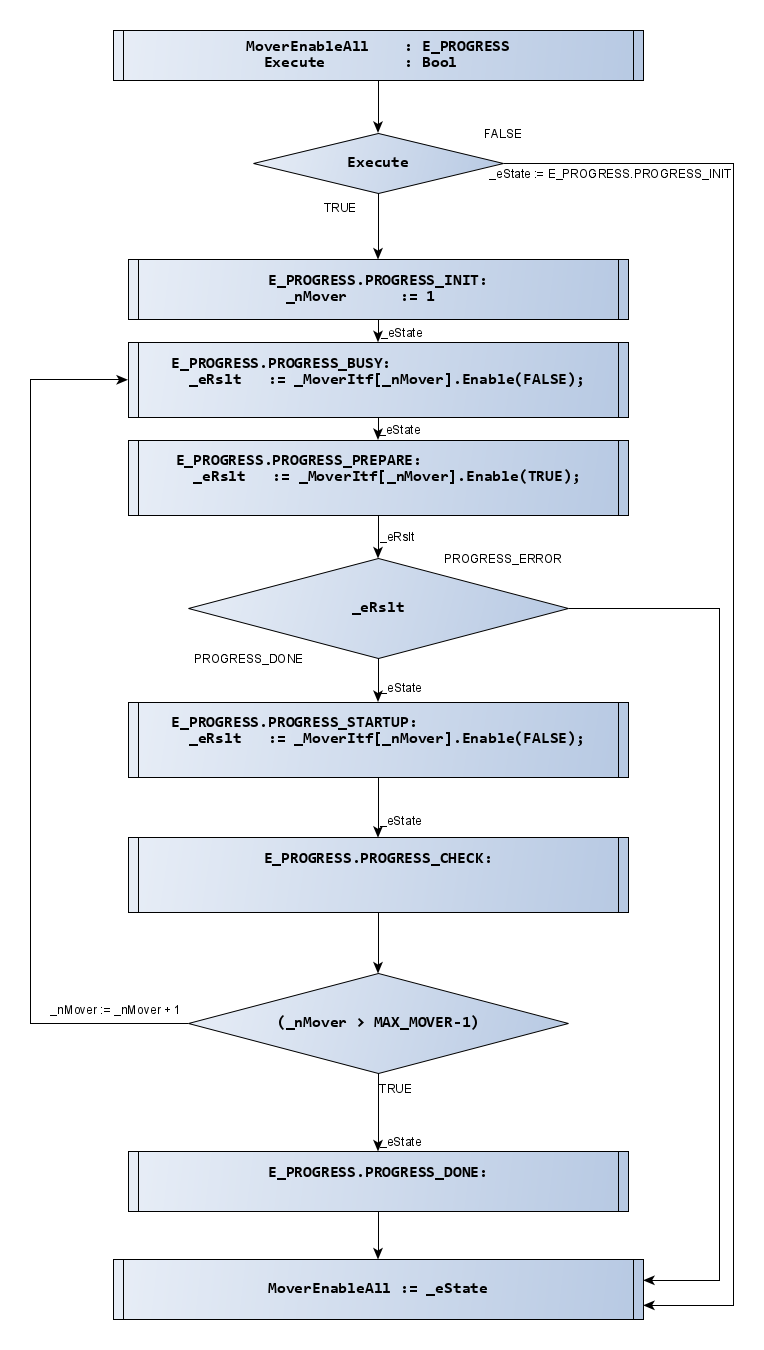 MoverEnableAll : E_PROGRESS
Execute : Bool
FALSE
Execute
_eState := E_PROGRESS.PROGRESS_INIT
TRUE
E_PROGRESS.PROGRESS_INIT:
_nMover := 1
_eState
E_PROGRESS.PROGRESS_BUSY:
_eRslt := _MoverItf[_nMover].Enable(FALSE);
_eState
E_PROGRESS.PROGRESS_PREPARE:
_eRslt := _MoverItf[_nMover].Enable(TRUE);
_eRslt
PROGRESS_ERROR
_eRslt
PROGRESS_DONE
_eState
E_PROGRESS.PROGRESS_STARTUP:
_eRslt := _MoverItf[_nMover].Enable(FALSE);
_eState
E_PROGRESS.PROGRESS_CHECK:
_nMover := _nMover + 1
(_nMover > MAX_MOVER-1)
TRUE
_eState
E_PROGRESS.PROGRESS_DONE:
MoverEnableAll := _eState